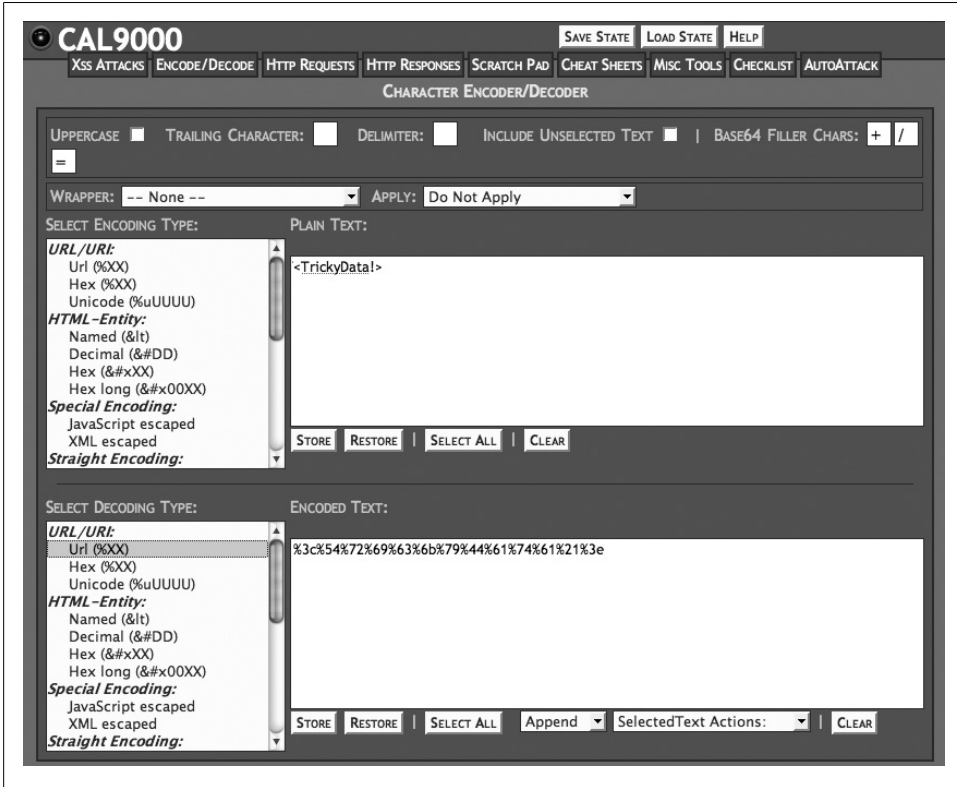 CAL9000
SAVE STATE LOAD STATE HELP
XSS ATTACKS ENCODE/DECODE HTTP REQUESTS HTTP RESPONSES SCRATCH PAD CHEAT SHEETS MISC TOOLS CHECKLIST AUTOATTACK
CHARACTER ENCODER/DECODER
UPPERCASE TRAILING CHARACTER: DELIMITER: INCLUDE UNSELECTED TEXT | BASE64 FILLER CHARS: + /
=
WRAPPER: -- None -- APPLY: Do Not Apply
SELECT ENCODING TYPE: PLAIN TEXT:
URL/URI:
Url (%XX)
Hex (%XX)
Unicode (%uUUUU)
HTML-Entity:
Named (&lt)
Decimal (&#DD)
Hex (&#xXX)
Hex long (&#x00XX)
Special Encoding:
JavaScript escaped
XML escaped
Straight Encoding:
<TrickyData!>
STORE RESTORE | SELECT ALL | CLEAR
SELECT DECODING TYPE: ENCODED TEXT:
URL/URI:
Url (%XX)
Hex (%XX)
Unicode (%uUUUU)
HTML-Entity:
Named (&lt)
Decimal (&#DD)
Hex (&#xXX)
Hex long (&#x00XX)
Special Encoding:
JavaScript escaped
XML escaped
Straight Encoding:
%3c%54%72%69%63%6b%79%44%61%74%61%21%3e
STORE RESTORE | SELECT ALL Append SelectedText Actions: | CLEAR